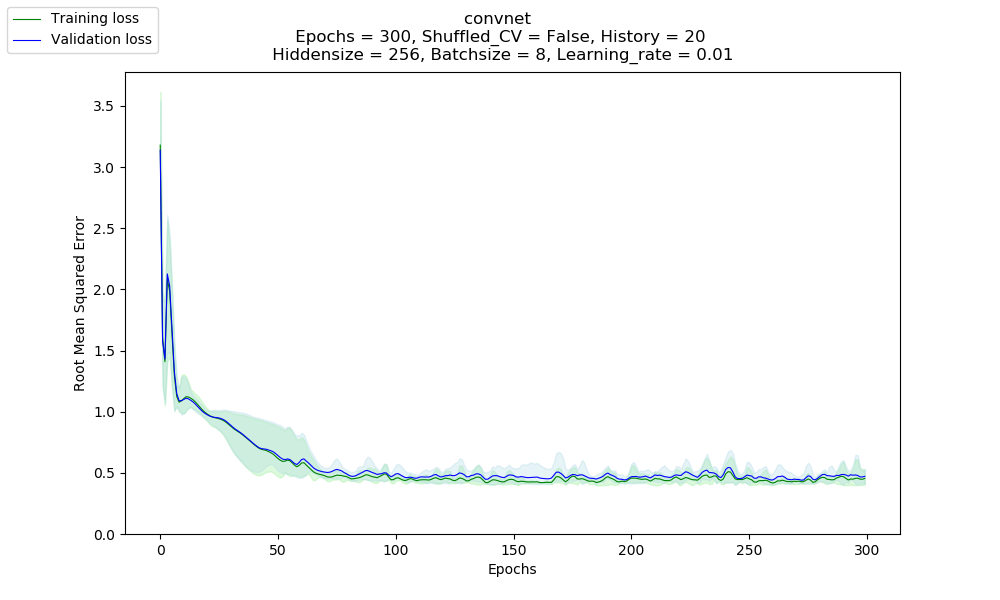 Training loss
Validation loss
convnet
Epochs = 300, Shuffled_CV = False, History = 20
Hiddensize = 256, Batchsize = 8, Learning_rate = 0.01
Root Mean Squared Error
3.5
3.0
2.5
2.0
1.5
1.0
0.5
0.0
0 50 100 150 200 250 300
Epochs